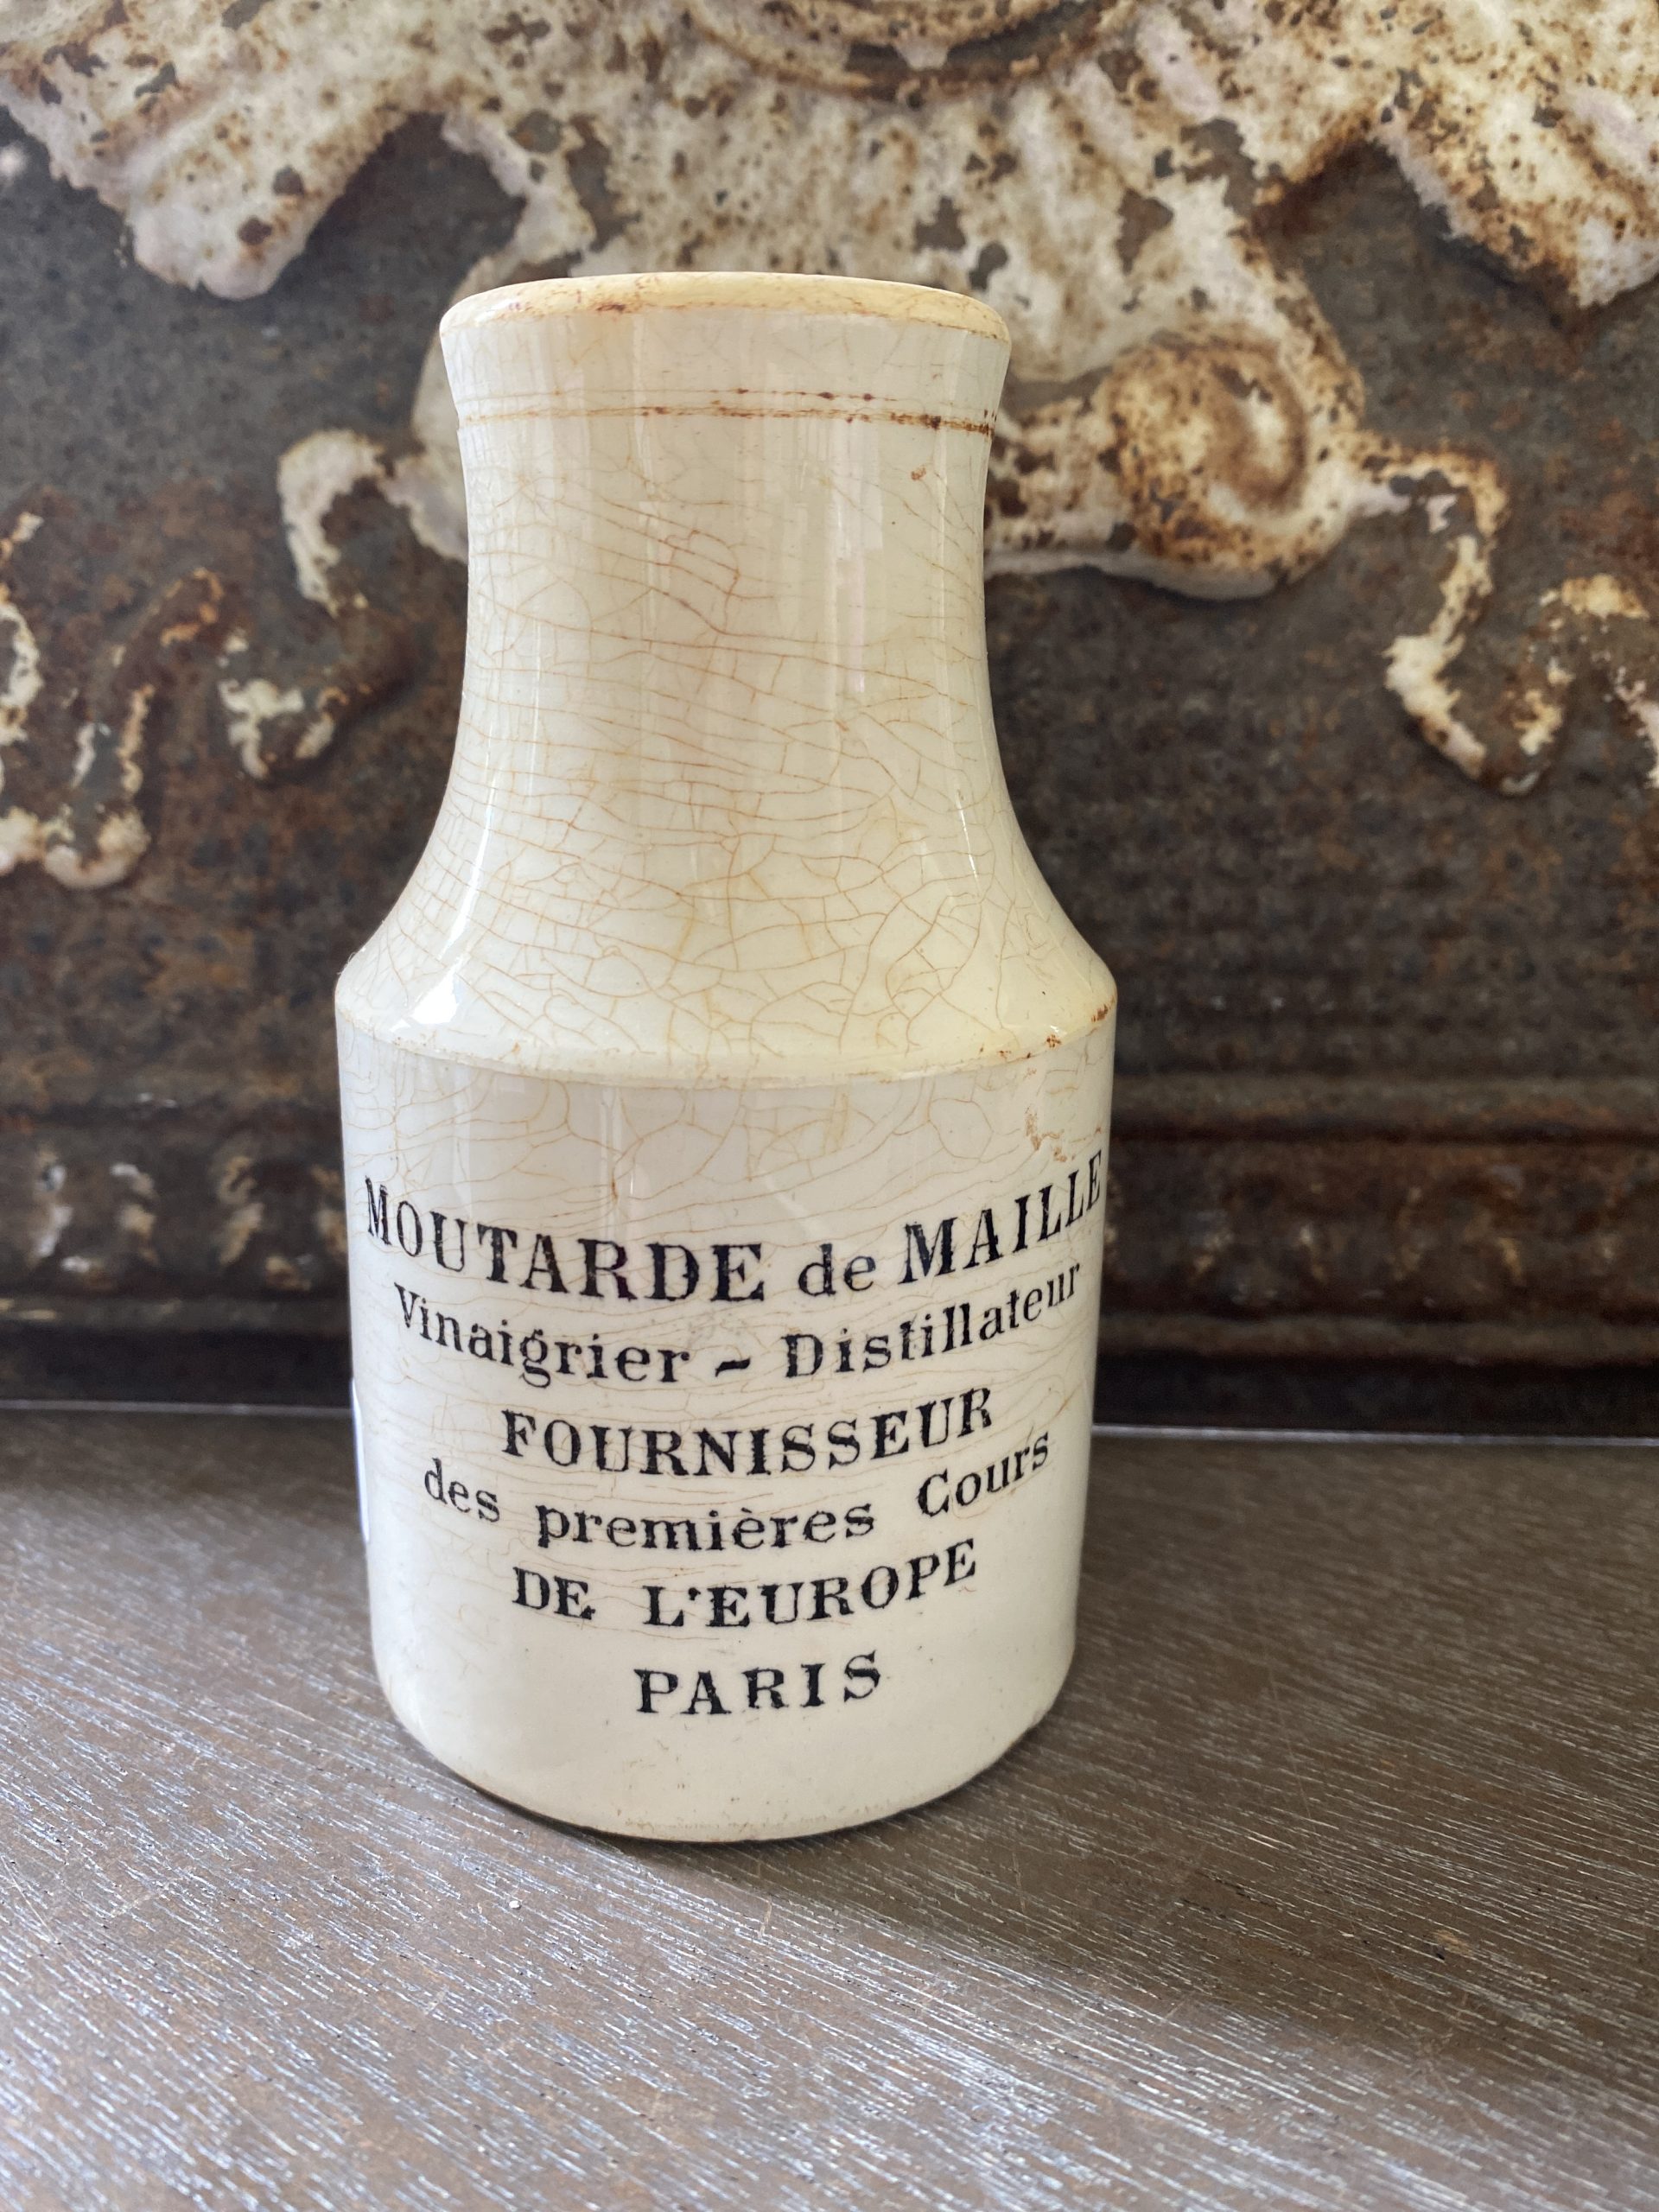 MOUTARDE de MAILLE
Vinaigrier - Distillateur
FOURNISSEUR
des premières Cours
DE L'EUROPE
PARIS